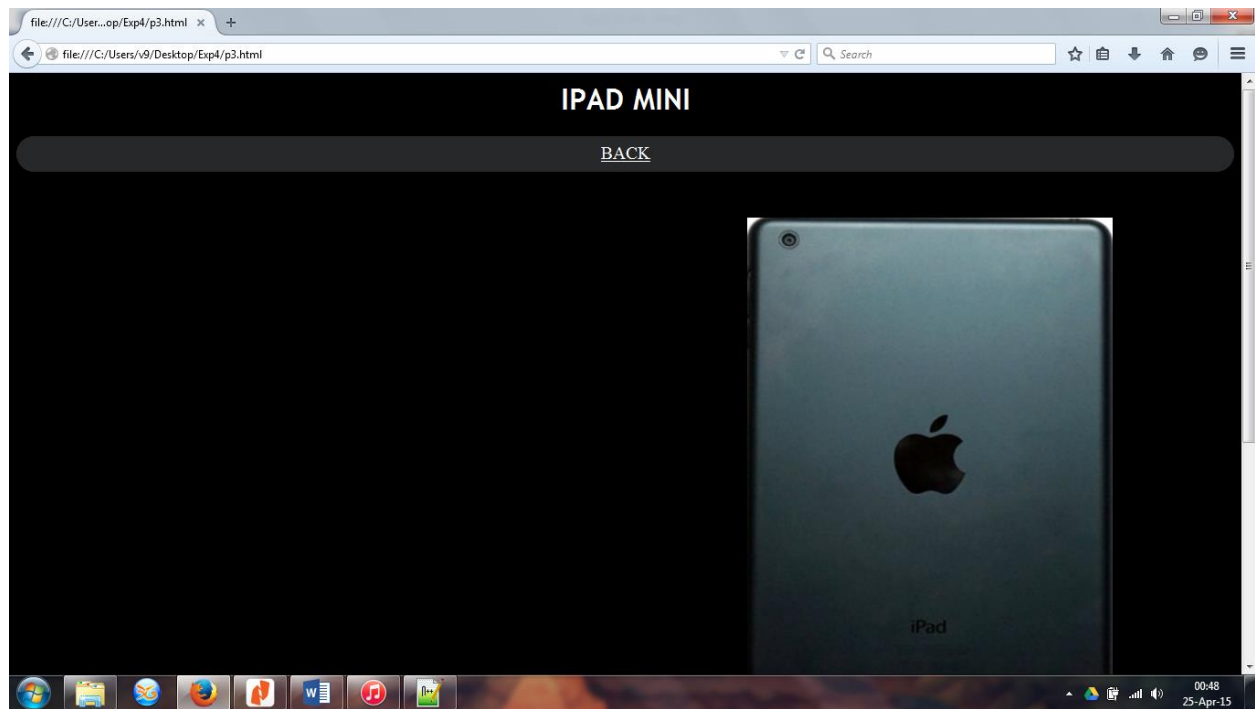 file:///C:/User...op/Exp4/p3.html
file:///C:/Users/v9/Desktop/Exp4/p3.html
Search
IPAD MINI
BACK
iPad
00:48
25-Apr-15